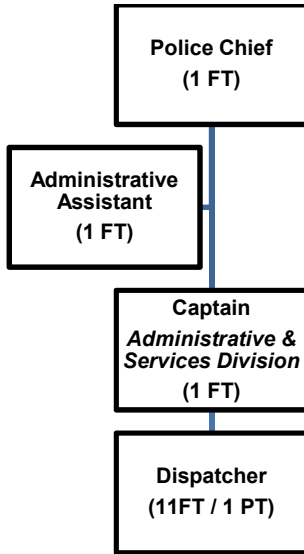 Police Chief
(1 FT)
Administrative
Assistant
(1 FT)
Captain
Administrative &
Services Division
(1 FT)
Dispatcher
(11FT / 1 PT)